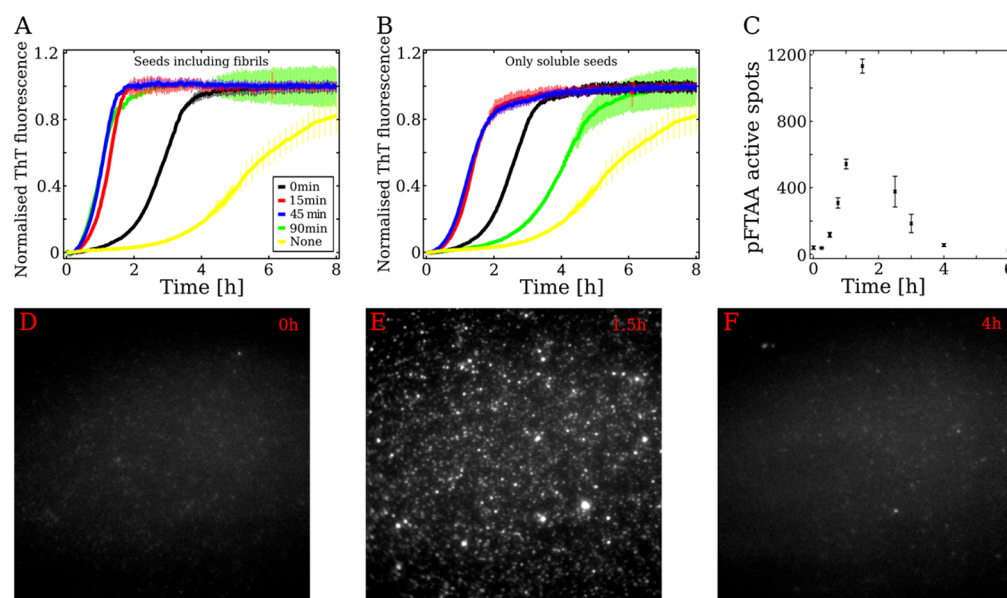 A
Normalised ThT fluorescence
1.2
0.8
0.4
0
Seeds including fibrils
0min
15min
45 min
90min
None
0 2 4 6 8
Time [h]
B
Normalised ThT fluorescence
1.2
0.8
0.4
0
Only soluble seeds
0 2 4 6 8
Time [h]
C
pFTAA active spots
1200
800
400
0
0 2 4 6
Time [h]
D 0h
E 1.5h
F 4h